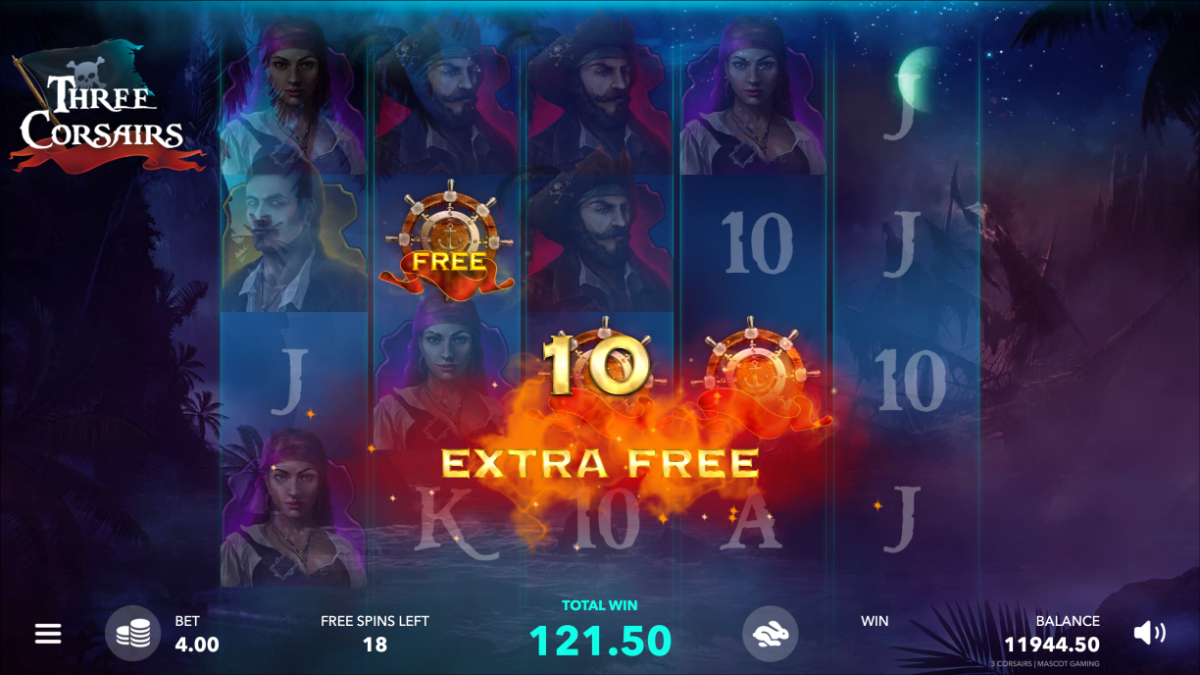 THREE
CORSAIRS
J
FREE
10
J
J
10
10
EXTRA FREE
K
10
A
J
BET
4.00
FREE SPINS LEFT
18
TOTAL WIN
121.50
WIN
BALANCE
11944.50
3 CORSAIRS | MASCOT GAMING